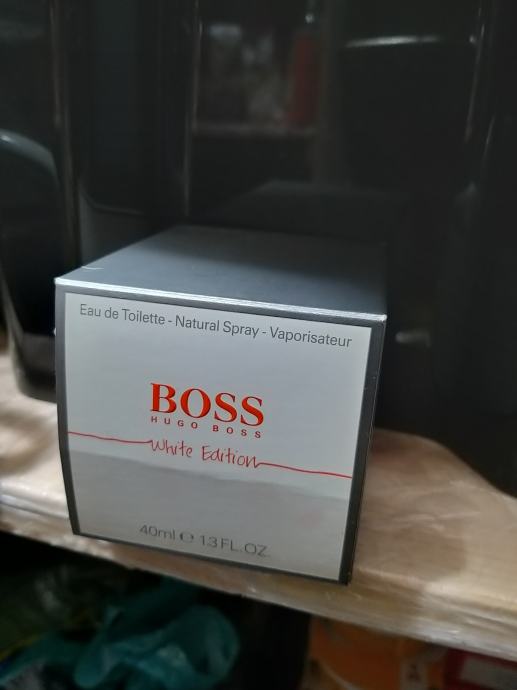 Eau de Toilette - Natural Spray - Vaporisateur
BOSS
HUGO BOSS
White Edition
40ml ℮ 1.3 FL.OZ.